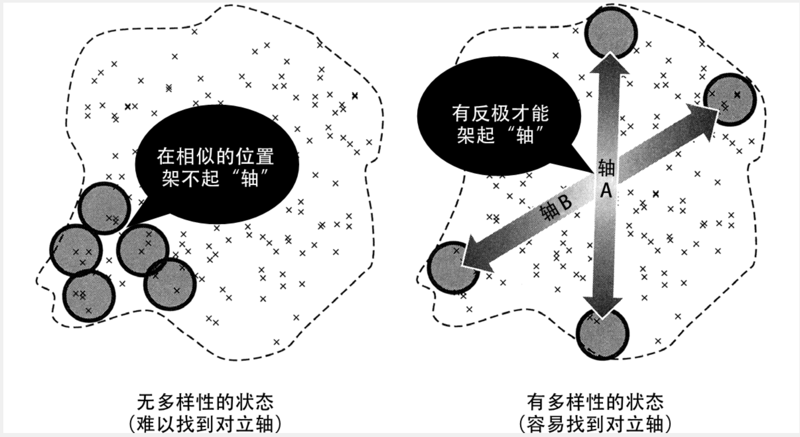 在相似的位置
架不起“轴”
无多样性的状态
（难以找到对立轴）
有反极才能
架起“轴”
轴A
轴B
有多样性的状态
（容易找到对立轴）